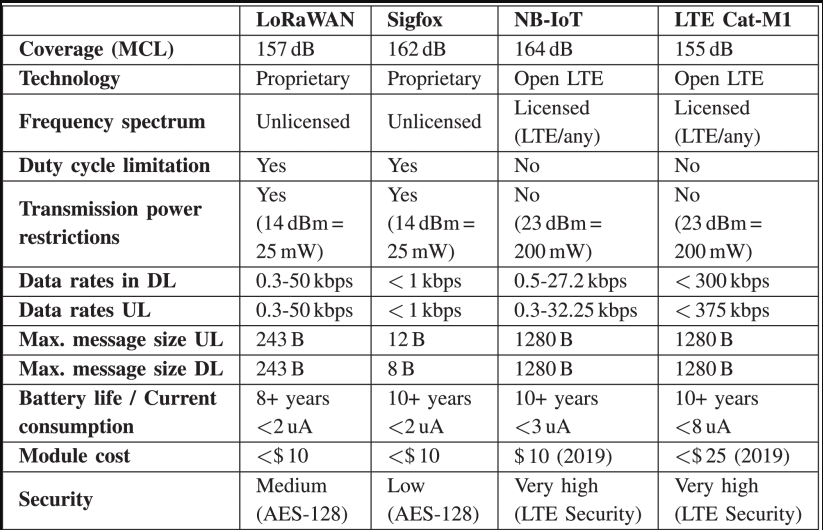 LoRaWAN Sigfox NB-IoT LTE Cat-M1
Coverage (MCL) 157 dB 162 dB 164 dB 155 dB
Technology Proprietary Proprietary Open LTE Open LTE
Frequency spectrum Unlicensed Unlicensed Licensed (LTE/any) Licensed (LTE/any)
Duty cycle limitation Yes Yes No No
Transmission power restrictions Yes (14 dBm = 25 mW) Yes (14 dBm = 25 mW) No (23 dBm = 200 mW) No (23 dBm = 200 mW)
Data rates in DL 0.3-50 kbps < 1 kbps 0.5-27.2 kbps < 300 kbps
Data rates UL 0.3-50 kbps < 1 kbps 0.3-32.25 kbps < 375 kbps
Max. message size UL 243 B 12 B 1280 B 1280 B
Max. message size DL 243 B 8 B 1280 B 1280 B
Battery life / Current consumption 8+ years <2 uA 10+ years <2 uA 10+ years <3 uA 10+ years <8 uA
Module cost <$ 10 <$ 10 $ 10 (2019) <$ 25 (2019)
Security Medium (AES-128) Low (AES-128) Very high (LTE Security) Very high (LTE Security)